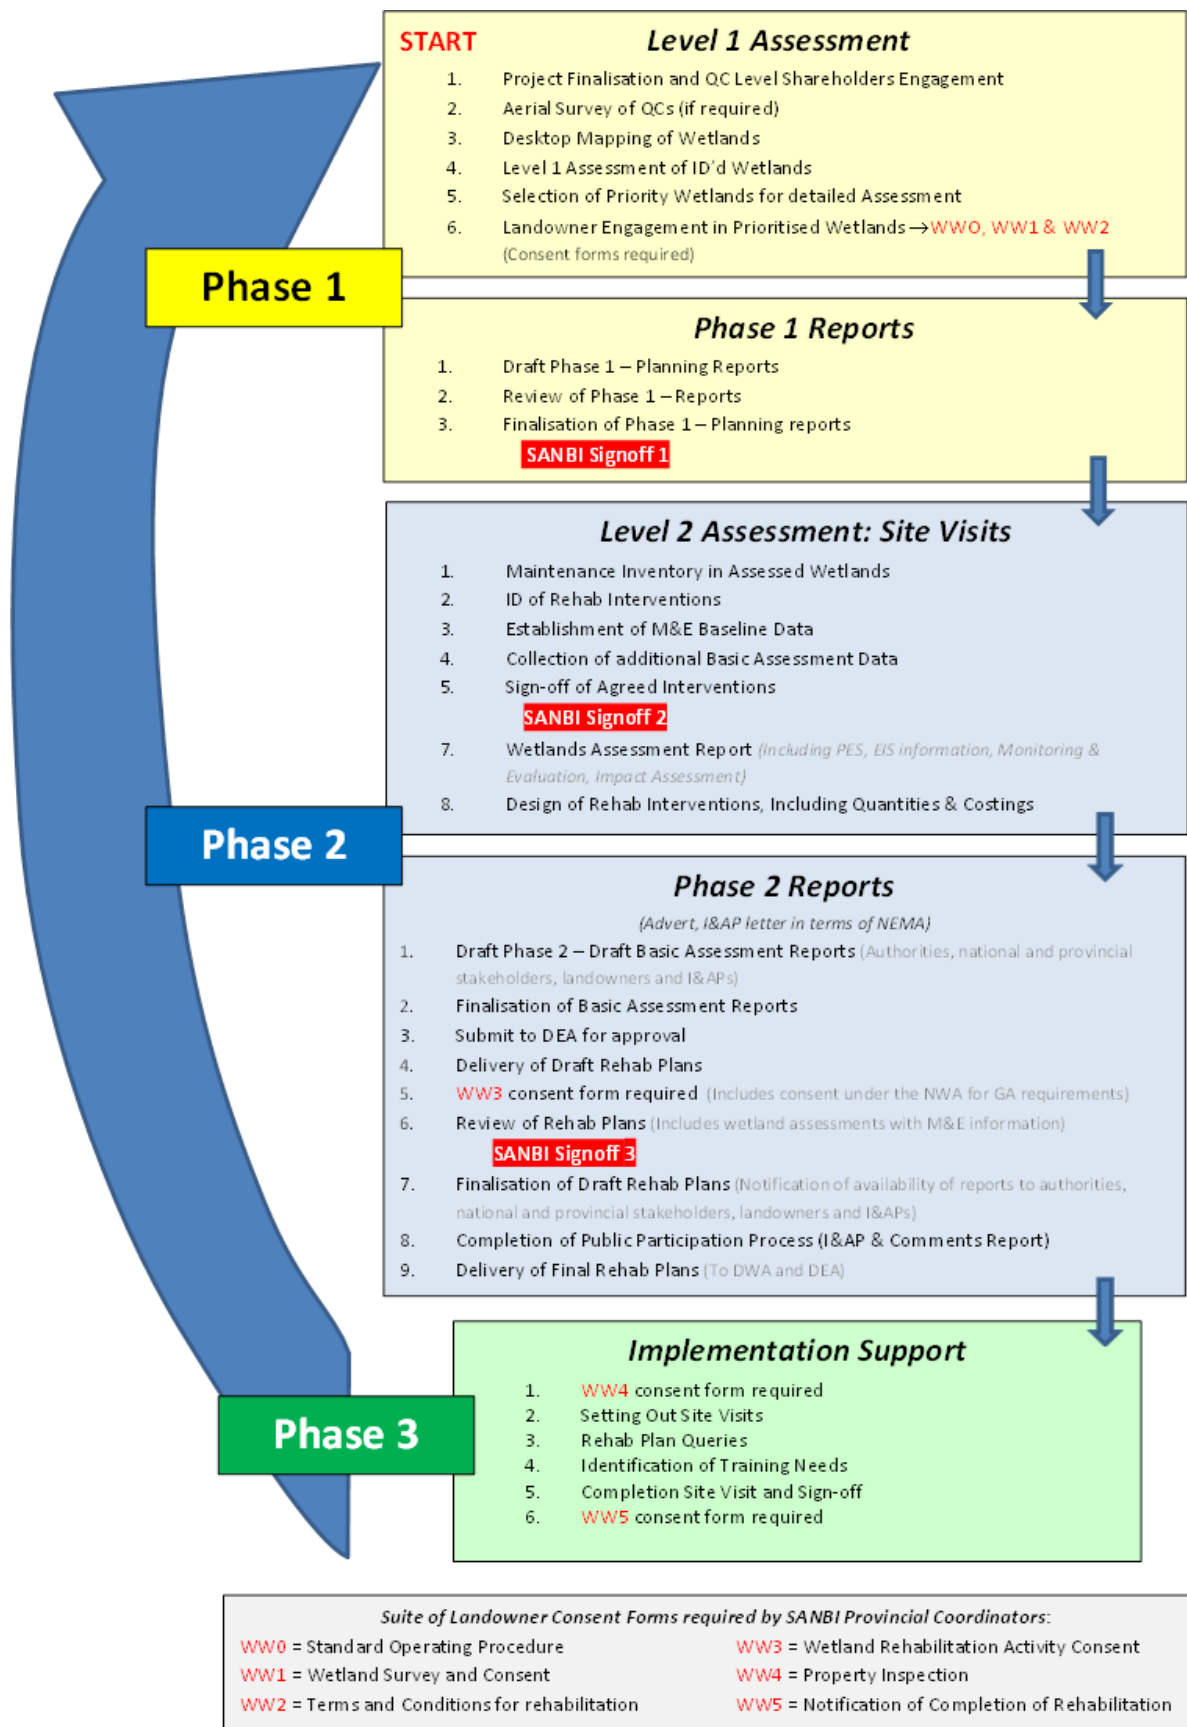 START
Level 1 Assessment
1. Project Finalisation and QC Level Shareholders Engagement
2. Aerial Survey of QCs (if required)
3. Desktop Mapping of Wetlands
4. Level 1 Assessment of ID'd Wetlands
5. Selection of Priority Wetlands for detailed Assessment
6. Landowner Engagement in Prioritised Wetlands →WW0, WW1 & WW2
(Consent forms required)
Phase 1
Phase 1 Reports
1. Draft Phase 1 – Planning Reports
2. Review of Phase 1 – Reports
3. Finalisation of Phase 1 – Planning reports
SANBI Signoff 1
Level 2 Assessment: Site Visits
1. Maintenance Inventory in Assessed Wetlands
2. ID of Rehab Interventions
3. Establishment of M&E Baseline Data
4. Collection of additional Basic Assessment Data
5. Sign-off of Agreed Interventions
SANBI Signoff 2
7. Wetlands Assessment Report (Including PES, EIS information, Monitoring &
Evaluation, Impact Assessment)
8. Design of Rehab Interventions, Including Quantities & Costings
Phase 2
Phase 2 Reports
(Advert, I&AP letter in terms of NEMA)
1. Draft Phase 2 – Draft Basic Assessment Reports (Authorities, national and provincial
stakeholders, landowners and I&APs)
2. Finalisation of Basic Assessment Reports
3. Submit to DEA for approval
4. Delivery of Draft Rehab Plans
5. WW3 consent form required (Includes consent under the NWA for GA requirements)
6. Review of Rehab Plans (Includes wetland assessments with M&E information)
SANBI Signoff 3
7. Finalisation of Draft Rehab Plans (Notification of availability of reports to authorities,
national and provincial stakeholders, landowners and I&APs)
8. Completion of Public Participation Process (I&AP & Comments Report)
9. Delivery of Final Rehab Plans (To DWA and DEA)
Implementation Support
1. WW4 consent form required
2. Setting Out Site Visits
3. Rehab Plan Queries
4. Identification of Training Needs
5. Completion Site Visit and Sign-off
6. WW5 consent form required
Phase 3
Suite of Landowner Consent Forms required by SANBI Provincial Coordinators:
WW0 = Standard Operating Procedure
WW1 = Wetland Survey and Consent
WW2 = Terms and Conditions for rehabilitation
WW3 = Wetland Rehabilitation Activity Consent
WW4 = Property Inspection
WW5 = Notification of Completion of Rehabilitation